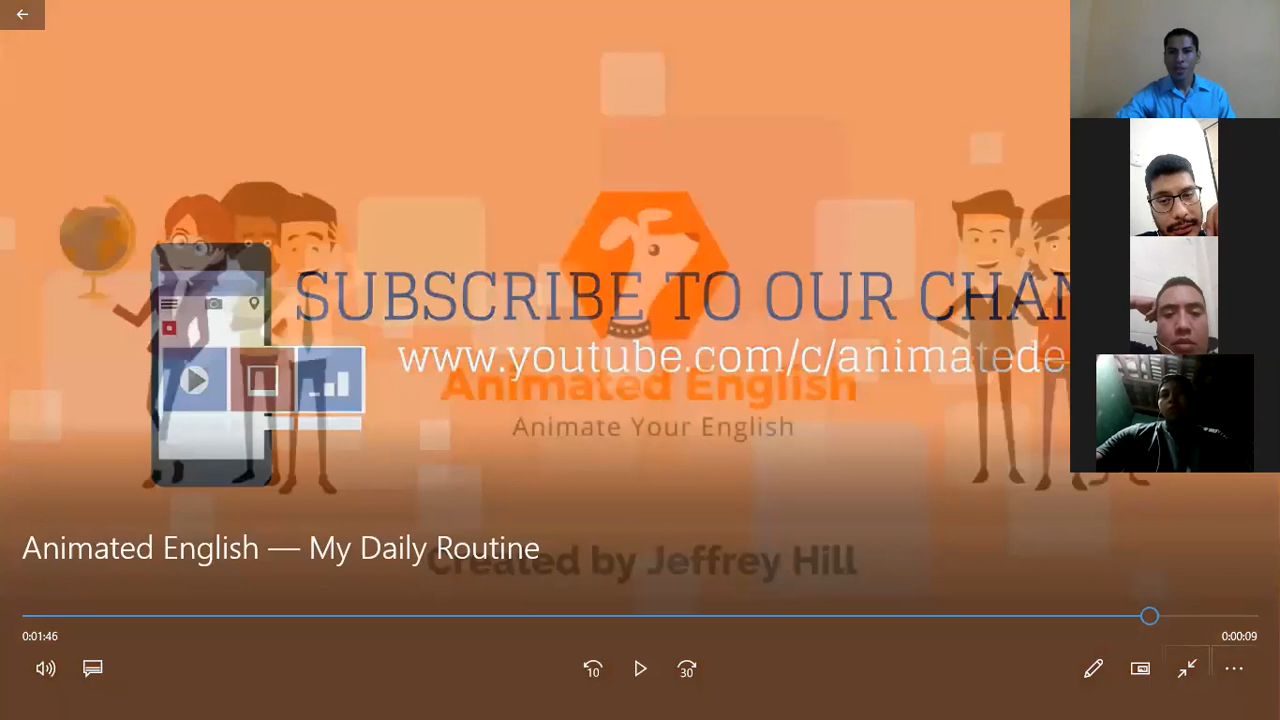 SUBSCRIBE TO OUR CHAN
www.youtube.com/c/animatede
Animated English
Animate Your English
Animated English — My Daily Routine
Created by Jeffrey Hill
0:01:46
0:00:09
10
30